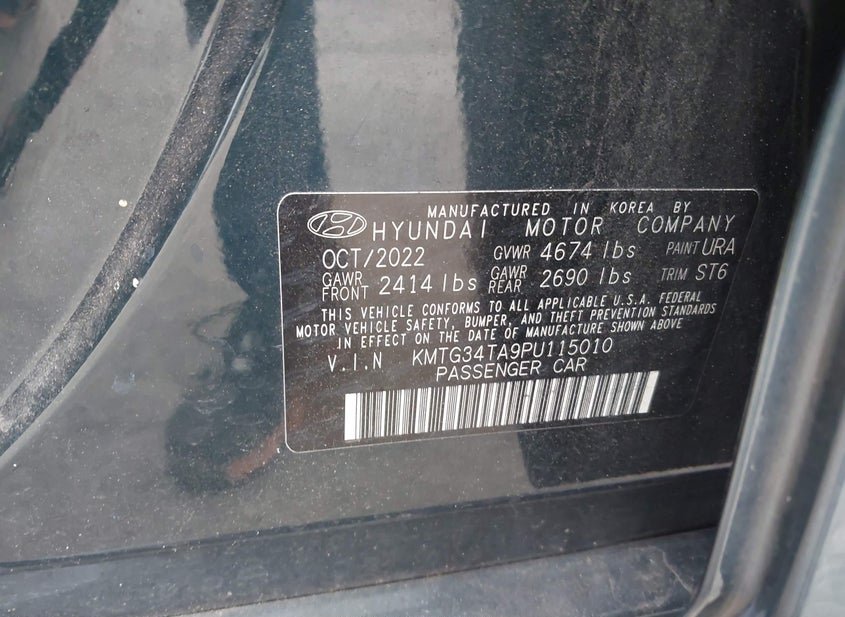 MANUFACTURED IN KOREA BY
HYUNDAI MOTOR COMPANY
OCT/2022 GVWR 4674 lbs PAINT URA
GAWR FRONT 2414 lbs GAWR REAR 2690 lbs TRIM ST6
THIS VEHICLE CONFORMS TO ALL APPLICABLE U.S.A. FEDERAL
MOTOR VEHICLE SAFETY, BUMPER, AND THEFT PREVENTION STANDARDS
IN EFFECT ON THE DATE OF MANUFACTURE SHOWN ABOVE
V.I.N KMTG34TA9PU115010
PASSENGER CAR